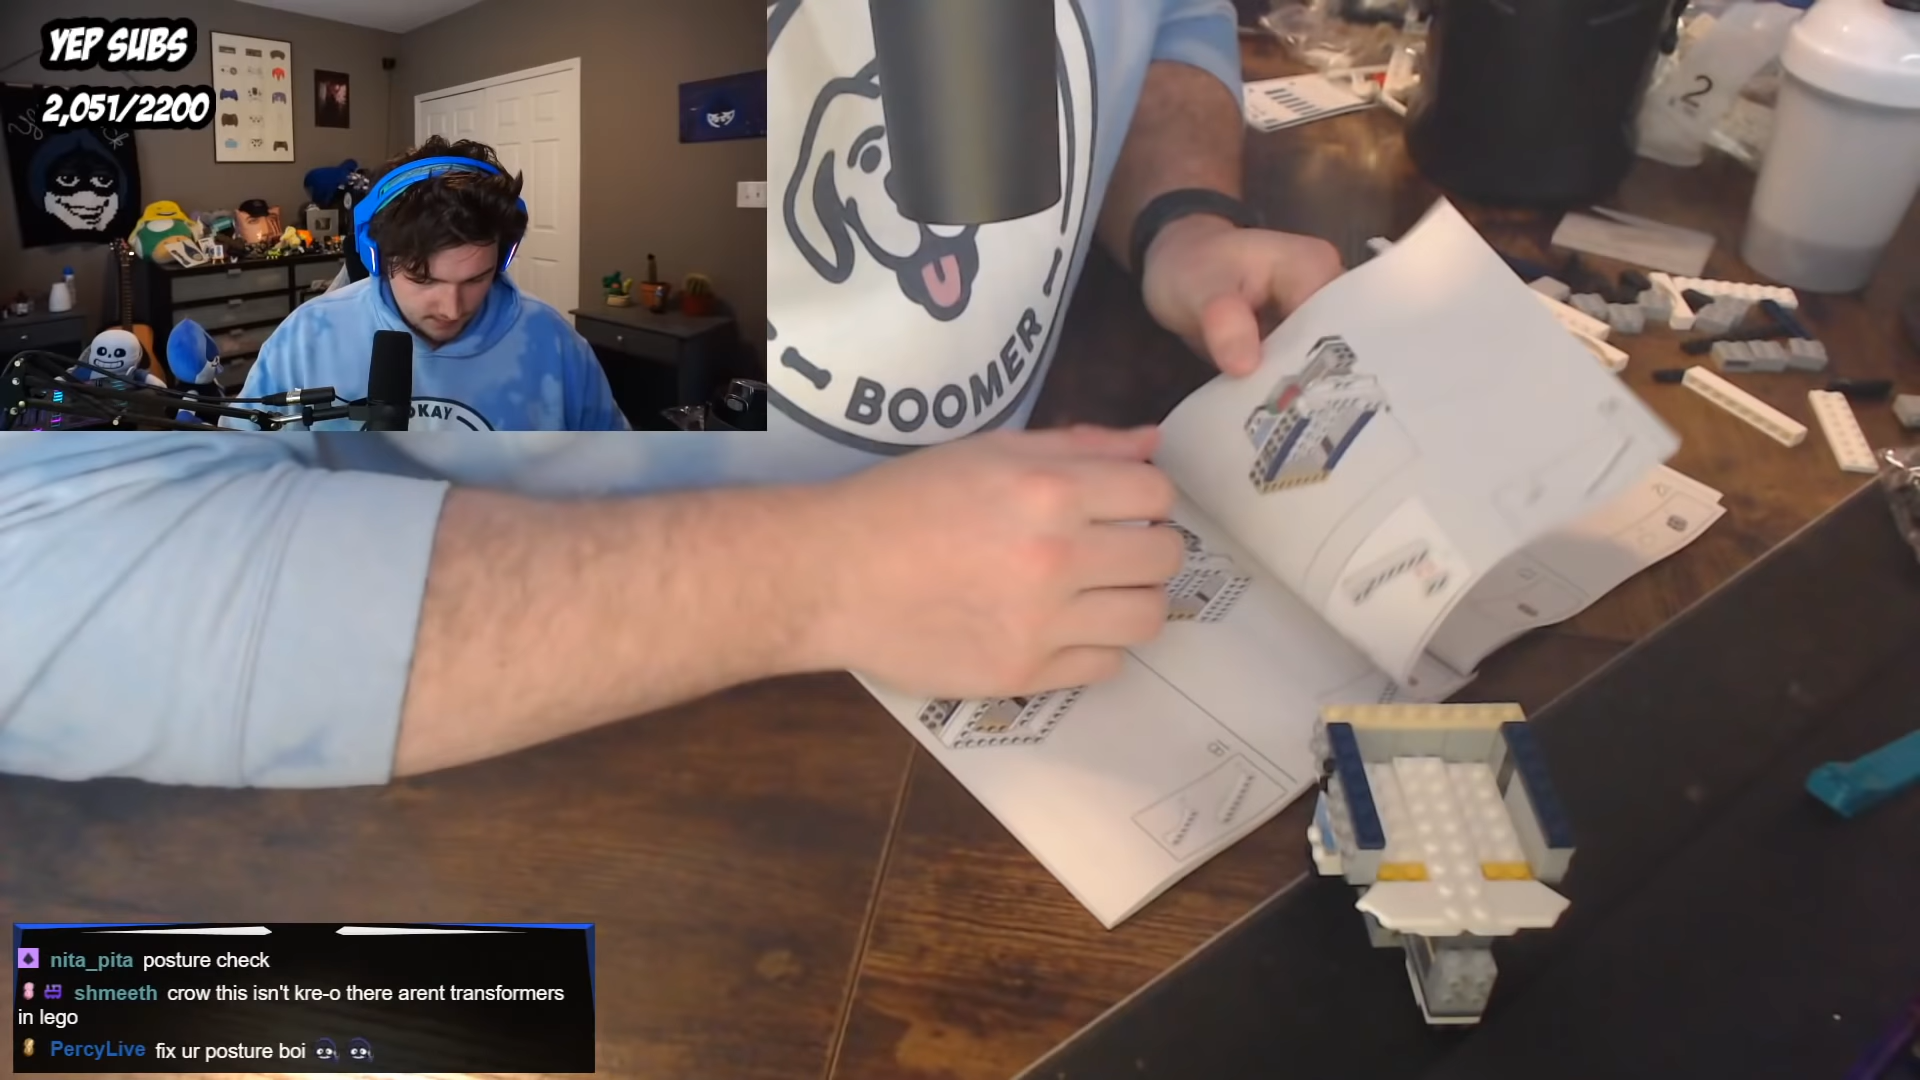 YEP SUBS
2,051/2200
OKAY
BOOMER
2
nita_pita posture check
shmeeth crow this isn't kre-o there arent transformers
in lego
PercyLive fix ur posture boi